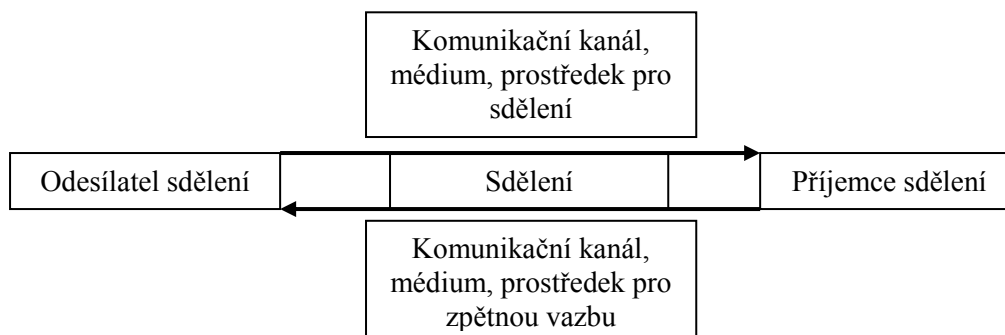 Komunikační kanál,
médium, prostředek pro
sdělení
Odesílatel sdělení
Sdělení
Příjemce sdělení
Komunikační kanál,
médium, prostředek pro
zpětnou vazbu